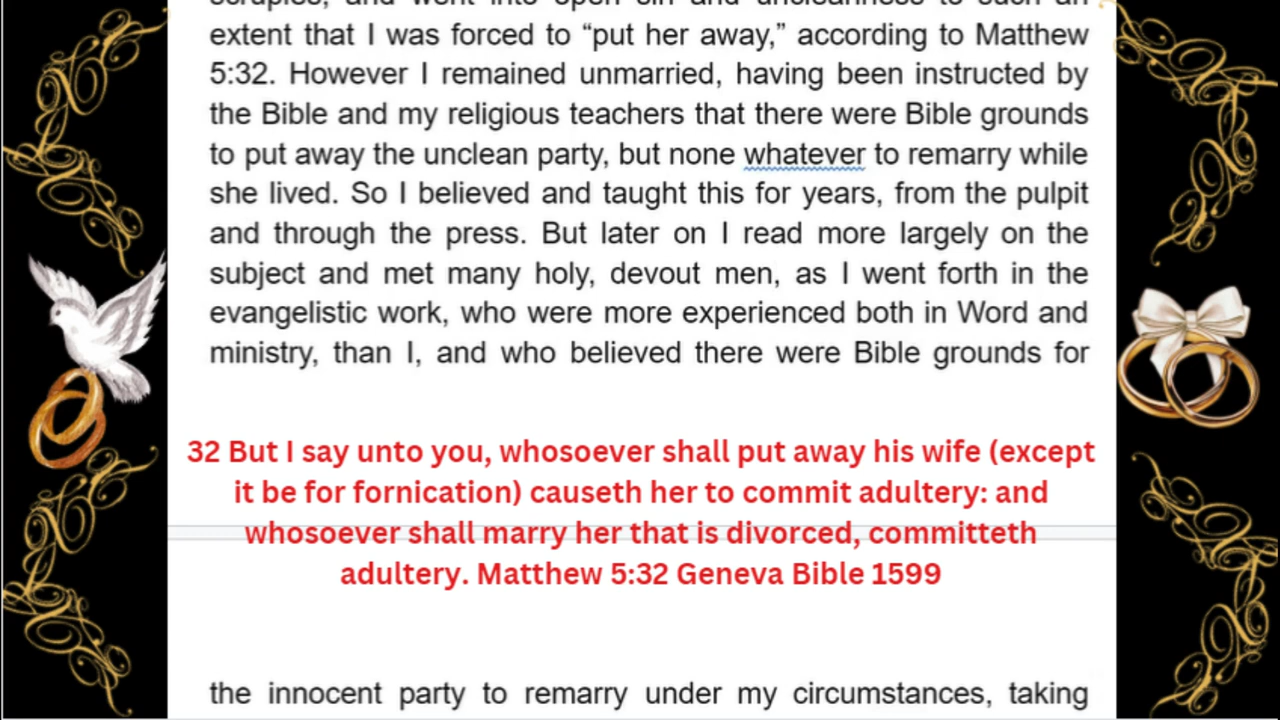 extent that I was forced to “put her away,” according to Matthew
5:32. However I remained unmarried, having been instructed by
the Bible and my religious teachers that there were Bible grounds
to put away the unclean party, but none whatever to remarry while
she lived. So I believed and taught this for years, from the pulpit
and through the press. But later on I read more largely on the
subject and met many holy, devout men, as I went forth in the
evangelistic work, who were more experienced both in Word and
ministry, than I, and who believed there were Bible grounds for
32 But I say unto you, whosoever shall put away his wife (except
it be for fornication) causeth her to commit adultery: and
whosoever shall marry her that is divorced, committeth
adultery. Matthew 5:32 Geneva Bible 1599
the innocent party to remarry under my circumstances, taking